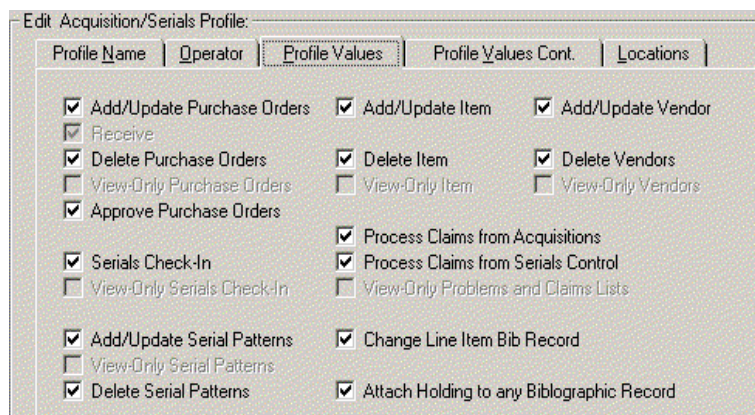 Edit Acquisition/Serials Profile:
Profile Name Operator Profile Values Profile Values Cont. Locations
Add/Update Purchase Orders Add/Update Item Add/Update Vendor
Receive
Delete Purchase Orders Delete Item Delete Vendors
View-Only Purchase Orders View-Only Item View-Only Vendors
Approve Purchase Orders
Process Claims from Acquisitions
Serials Check-In Process Claims from Serials Control
View-Only Serials Check-In View-Only Problems and Claims Lists
Add/Update Serial Patterns Change Line Item Bib Record
View-Only Serial Patterns
Delete Serial Patterns Attach Holding to any Biblographic Record